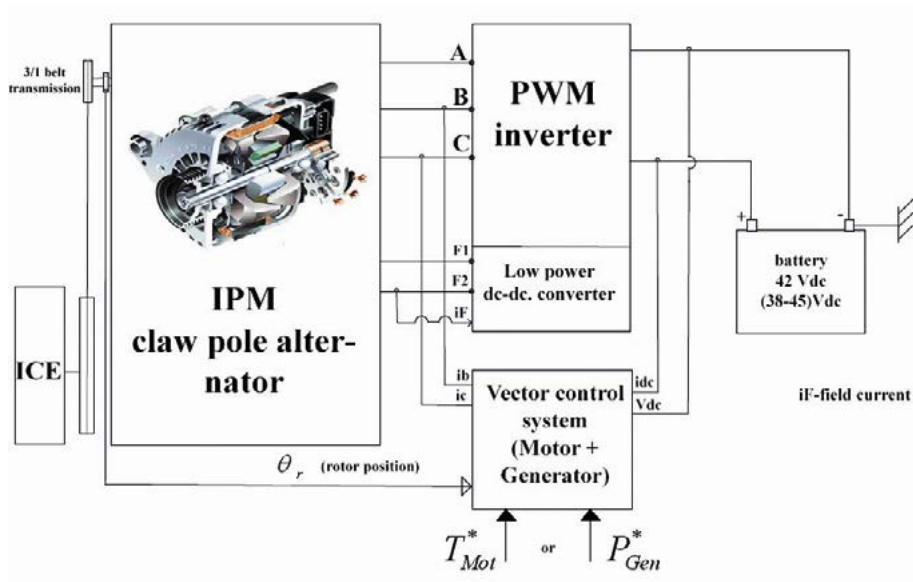 3/1 belt
transmission
A
B
C
PWM
inverter
+
-
battery
42 Vdc
(38-45)Vdc
F1
F2
iF
Low power
dc-dc. converter
IPM
claw pole alter-
nator
ICE
ib
ic
idc
Vdc
Vector control
system
(Motor +
Generator)
iF-field current
θr (rotor position)
T*Mot or P*Gen